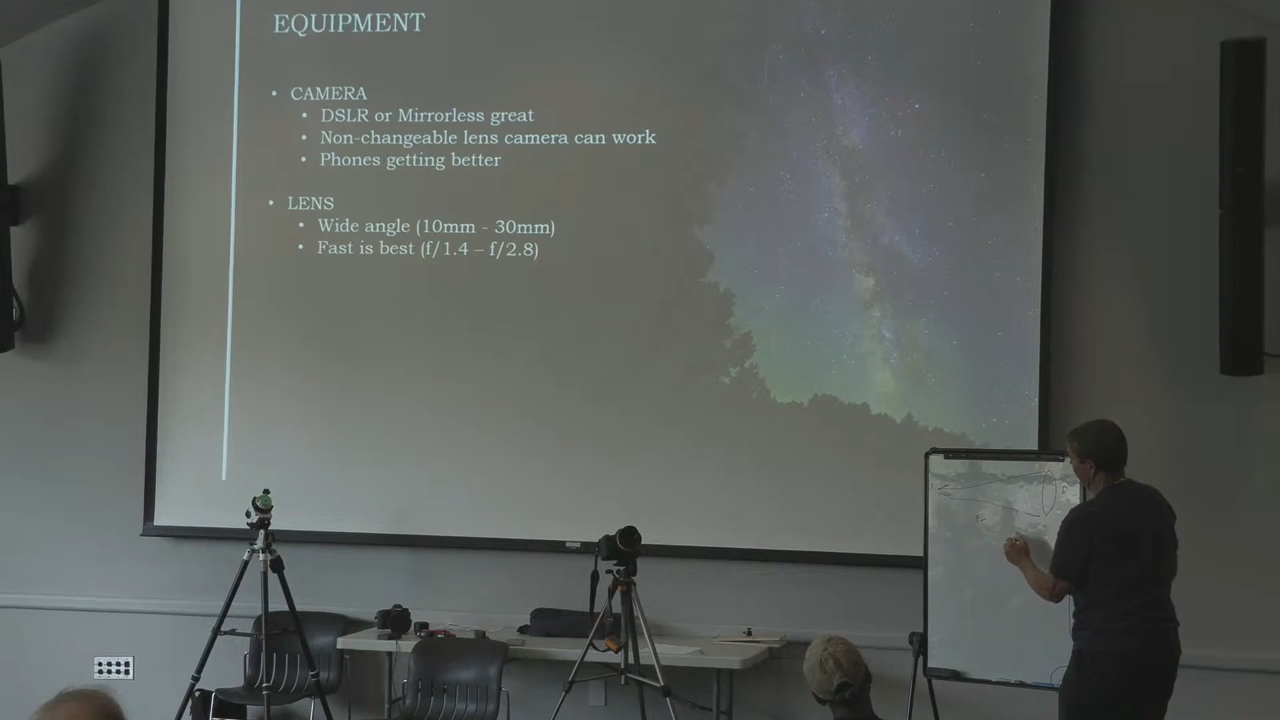 EQUIPMENT
• CAMERA
• DSLR or Mirrorless great
• Non-changeable lens camera can work
• Phones getting better
• LENS
• Wide angle (10mm - 30mm)
• Fast is best (f/1.4 – f/2.8)
FL